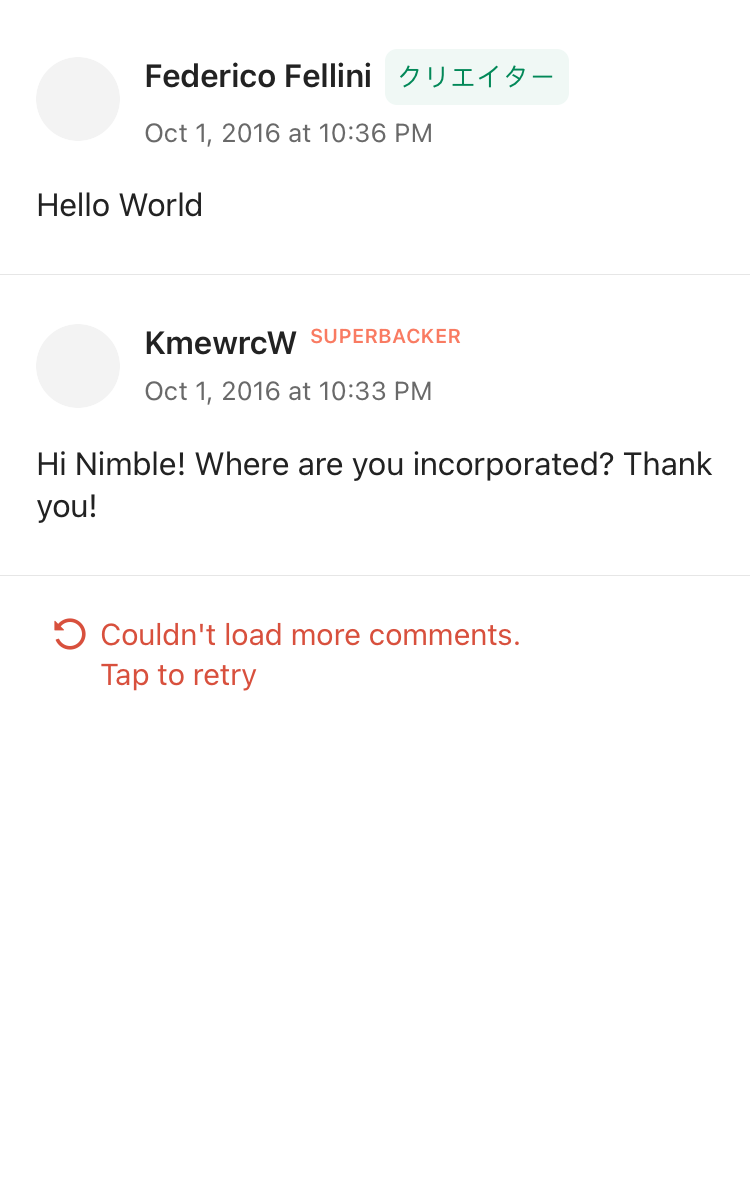 Federico Fellini クリエイター
Oct 1, 2016 at 10:36 PM
Hello World
KmewrcW SUPERBACKER
Oct 1, 2016 at 10:33 PM
Hi Nimble! Where are you incorporated? Thank
you!
Couldn't load more comments.
Tap to retry